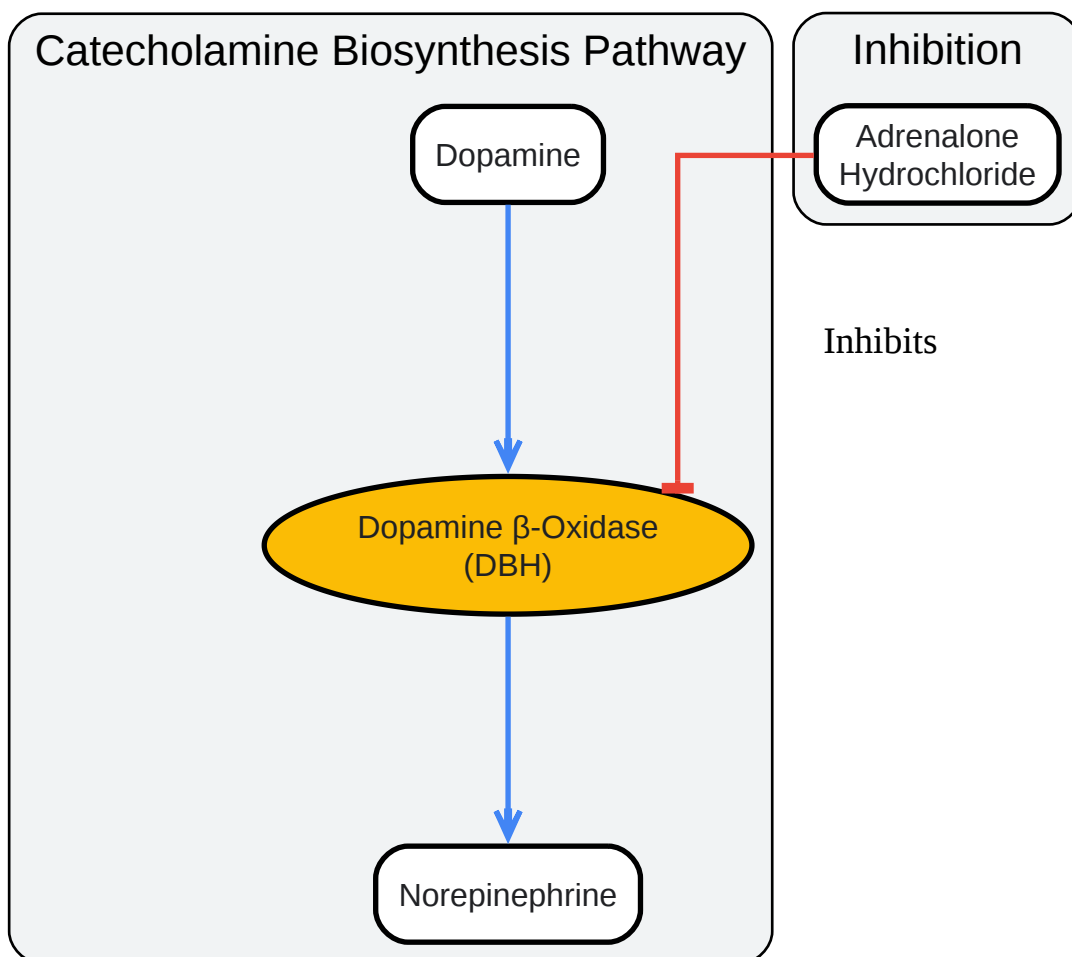 Catecholamine Biosynthesis Pathway
Inhibition
Dopamine
Adrenalone
Hydrochloride
Inhibits
Dopamine β-Oxidase
(DBH)
Norepinephrine